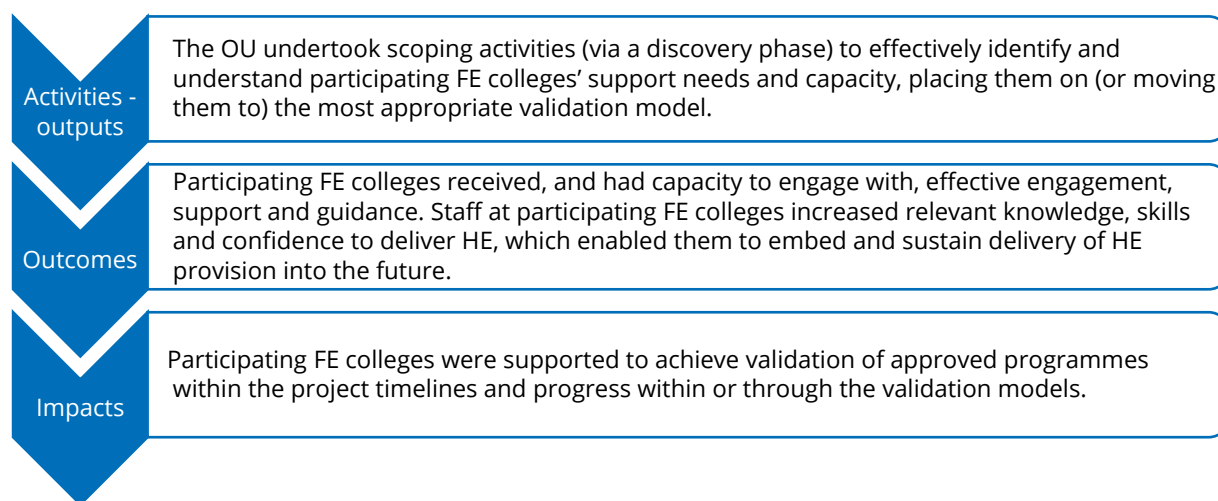 Activities -
outputs
The OU undertook scoping activities (via a discovery phase) to effectively identify and
understand participating FE colleges’ support needs and capacity, placing them on (or moving
them to) the most appropriate validation model.
Outcomes
Participating FE colleges received, and had capacity to engage with, effective engagement,
support and guidance. Staff at participating FE colleges increased relevant knowledge, skills
and confidence to deliver HE, which enabled them to embed and sustain delivery of HE
provision into the future.
Impacts
Participating FE colleges were supported to achieve validation of approved programmes
within the project timelines and progress within or through the validation models.